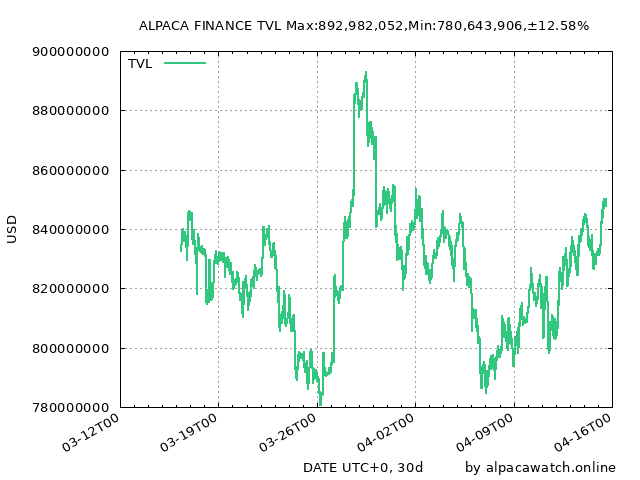 ALPACA FINANCE TVL Max:892,982,052,Min:780,643,906,±12.58%
900000000
TVL
880000000
860000000
840000000
USD
820000000
800000000
780000000
03-12T00
03-19T00
03-26T00
04-02T00
04-09T00
04-16T00
DATE UTC+0, 30d
by alpacawatch.online